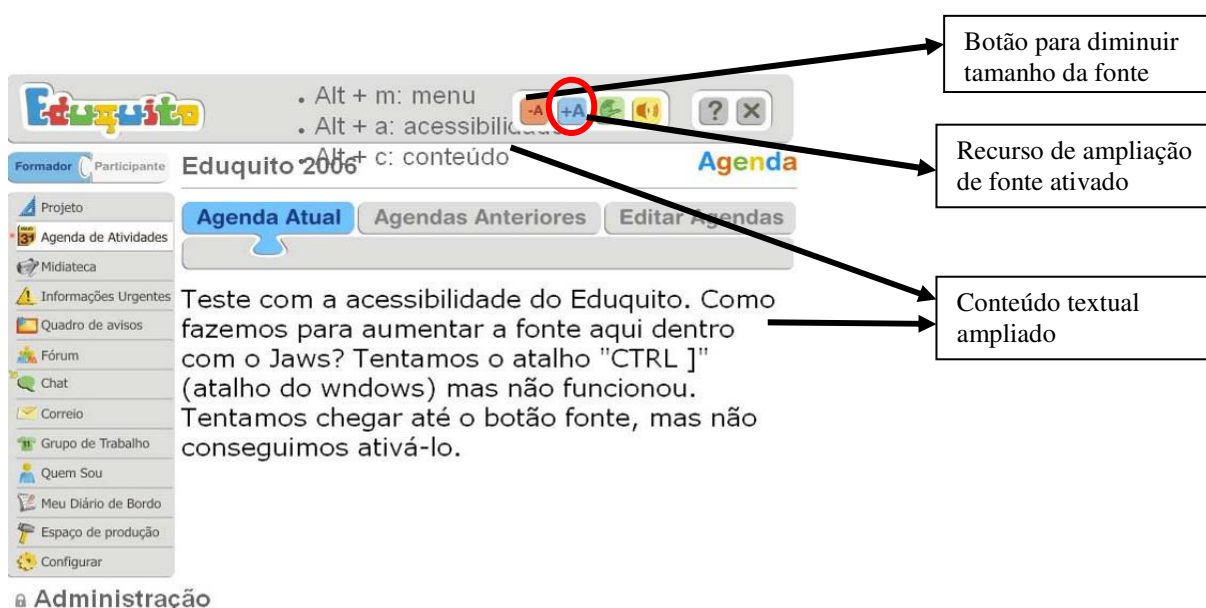 Botão para diminuir
tamanho da fonte
Eduquito
• Alt + m: menu
• Alt + a: acessibilidade
• Alt + c: conteúdo
-A +A ? X
Recurso de ampliação
de fonte ativado
Formador Participante
Eduquito 2006
Agenda
Projeto
Agenda de Atividades
Midiateca
Informações Urgentes
Quadro de avisos
Fórum
Chat
Correio
Grupo de Trabalho
Quem Sou
Meu Diário de Bordo
Espaço de produção
Configurar
Administração
Agenda Atual Agendas Anteriores Editar Agendas
Teste com a acessibilidade do Eduquito. Como
fazemos para aumentar a fonte aqui dentro
com o Jaws? Tentamos o atalho "CTRL ]"
(atalho do wndows) mas não funcionou.
Tentamos chegar até o botão fonte, mas não
conseguimos ativá-lo.
Conteúdo textual
ampliado